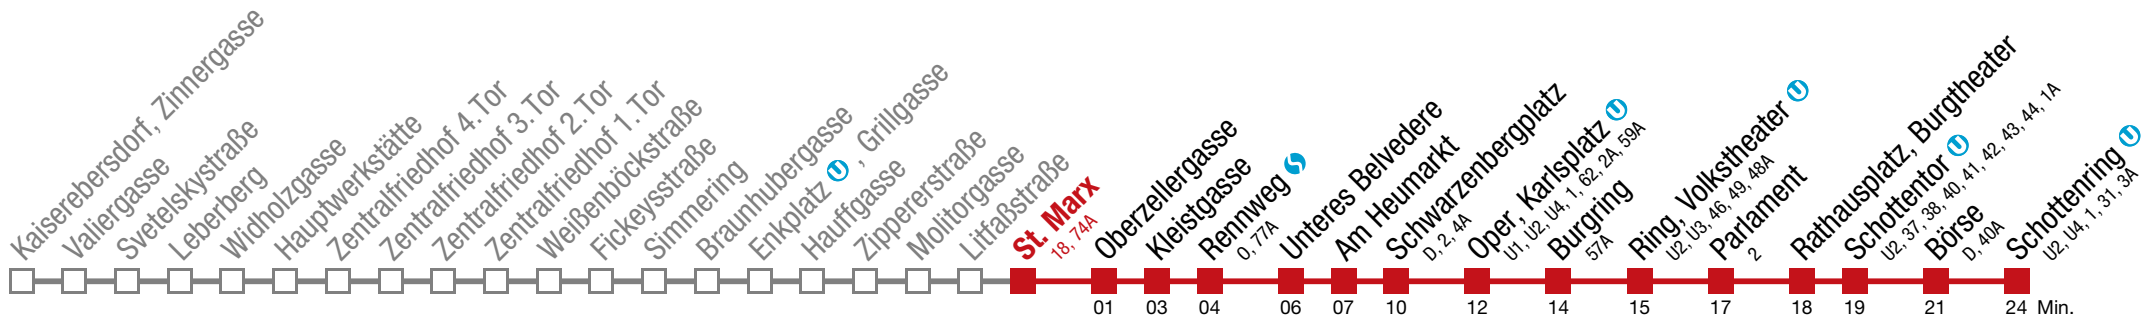 Kaiserebersdorf, Zinnergasse
Valiergasse
Svetelskystraße
Leberberg
Widholzgasse
Hauptwerkstätte
Zentralfriedhof 4. Tor
Zentralfriedhof 3. Tor
Zentralfriedhof 2. Tor
Zentralfriedhof 1. Tor
Weißenböckstraße
Fickeysstraße
Simmering
Braunhubergasse
Enkplatz U , Grillgasse
Hauffgasse
Zippererstraße
Molitorgasse
Litfaßstraße
St. Marx
18, 74A
Oberzellergasse
Kleistgasse
Rennweg S
O, 77A
Unteres Belvedere
Am Heumarkt
Schwarzenbergplatz
D, 2, 4A
Oper, Karlsplatz U
U1, U2, U4, 1, 62, 2A, 59A
Burgring
57A
Ring, Volkstheater U
U2, U3, 46, 49, 48A
Parlament
2
Rathausplatz, Burgtheater
Schottentor U
U2, 37, 38, 40, 41, 42, 43, 44, 1A
Börse
D, 40A
Schottenring U
U2, U4, 1, 31, 3A
01 03 04 06 07 10 12 14 15 17 18 19 21 24 Min.